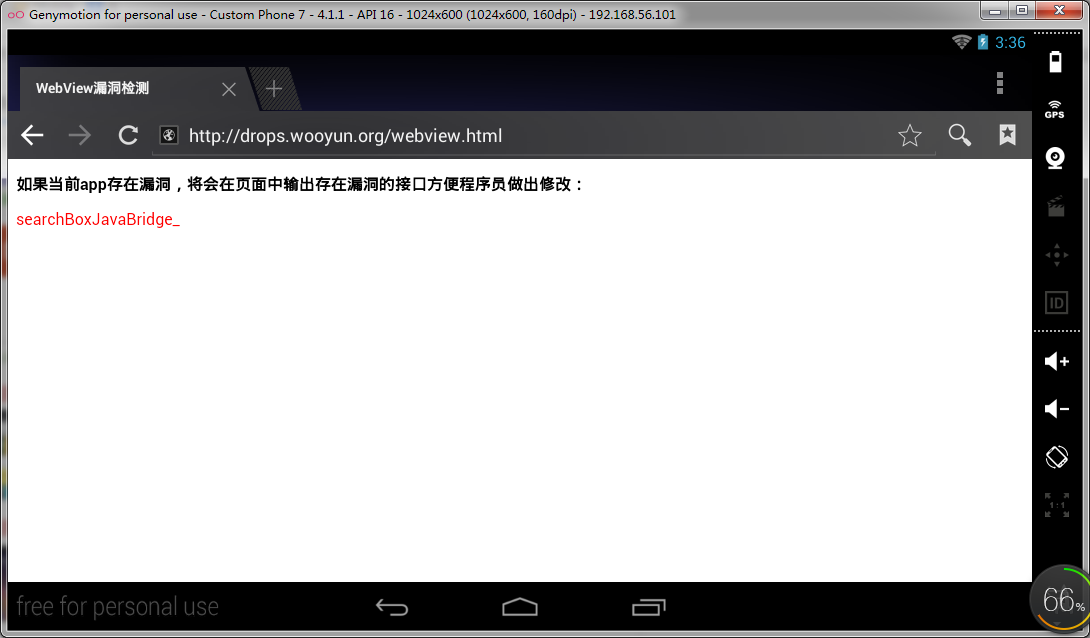 Genymotion for personal use - Custom Phone 7 - 4.1.1 - API 16 - 1024x600 (1024x600, 160dpi) - 192.168.56.101
3:36
WebView漏洞检测
http://drops.wooyun.org/webview.html
GPS
如果当前app存在漏洞，将会在页面中输出存在漏洞的接口方便程序员做出修改：
searchBoxJavaBridge_
ID
1:1
free for personal use
66%